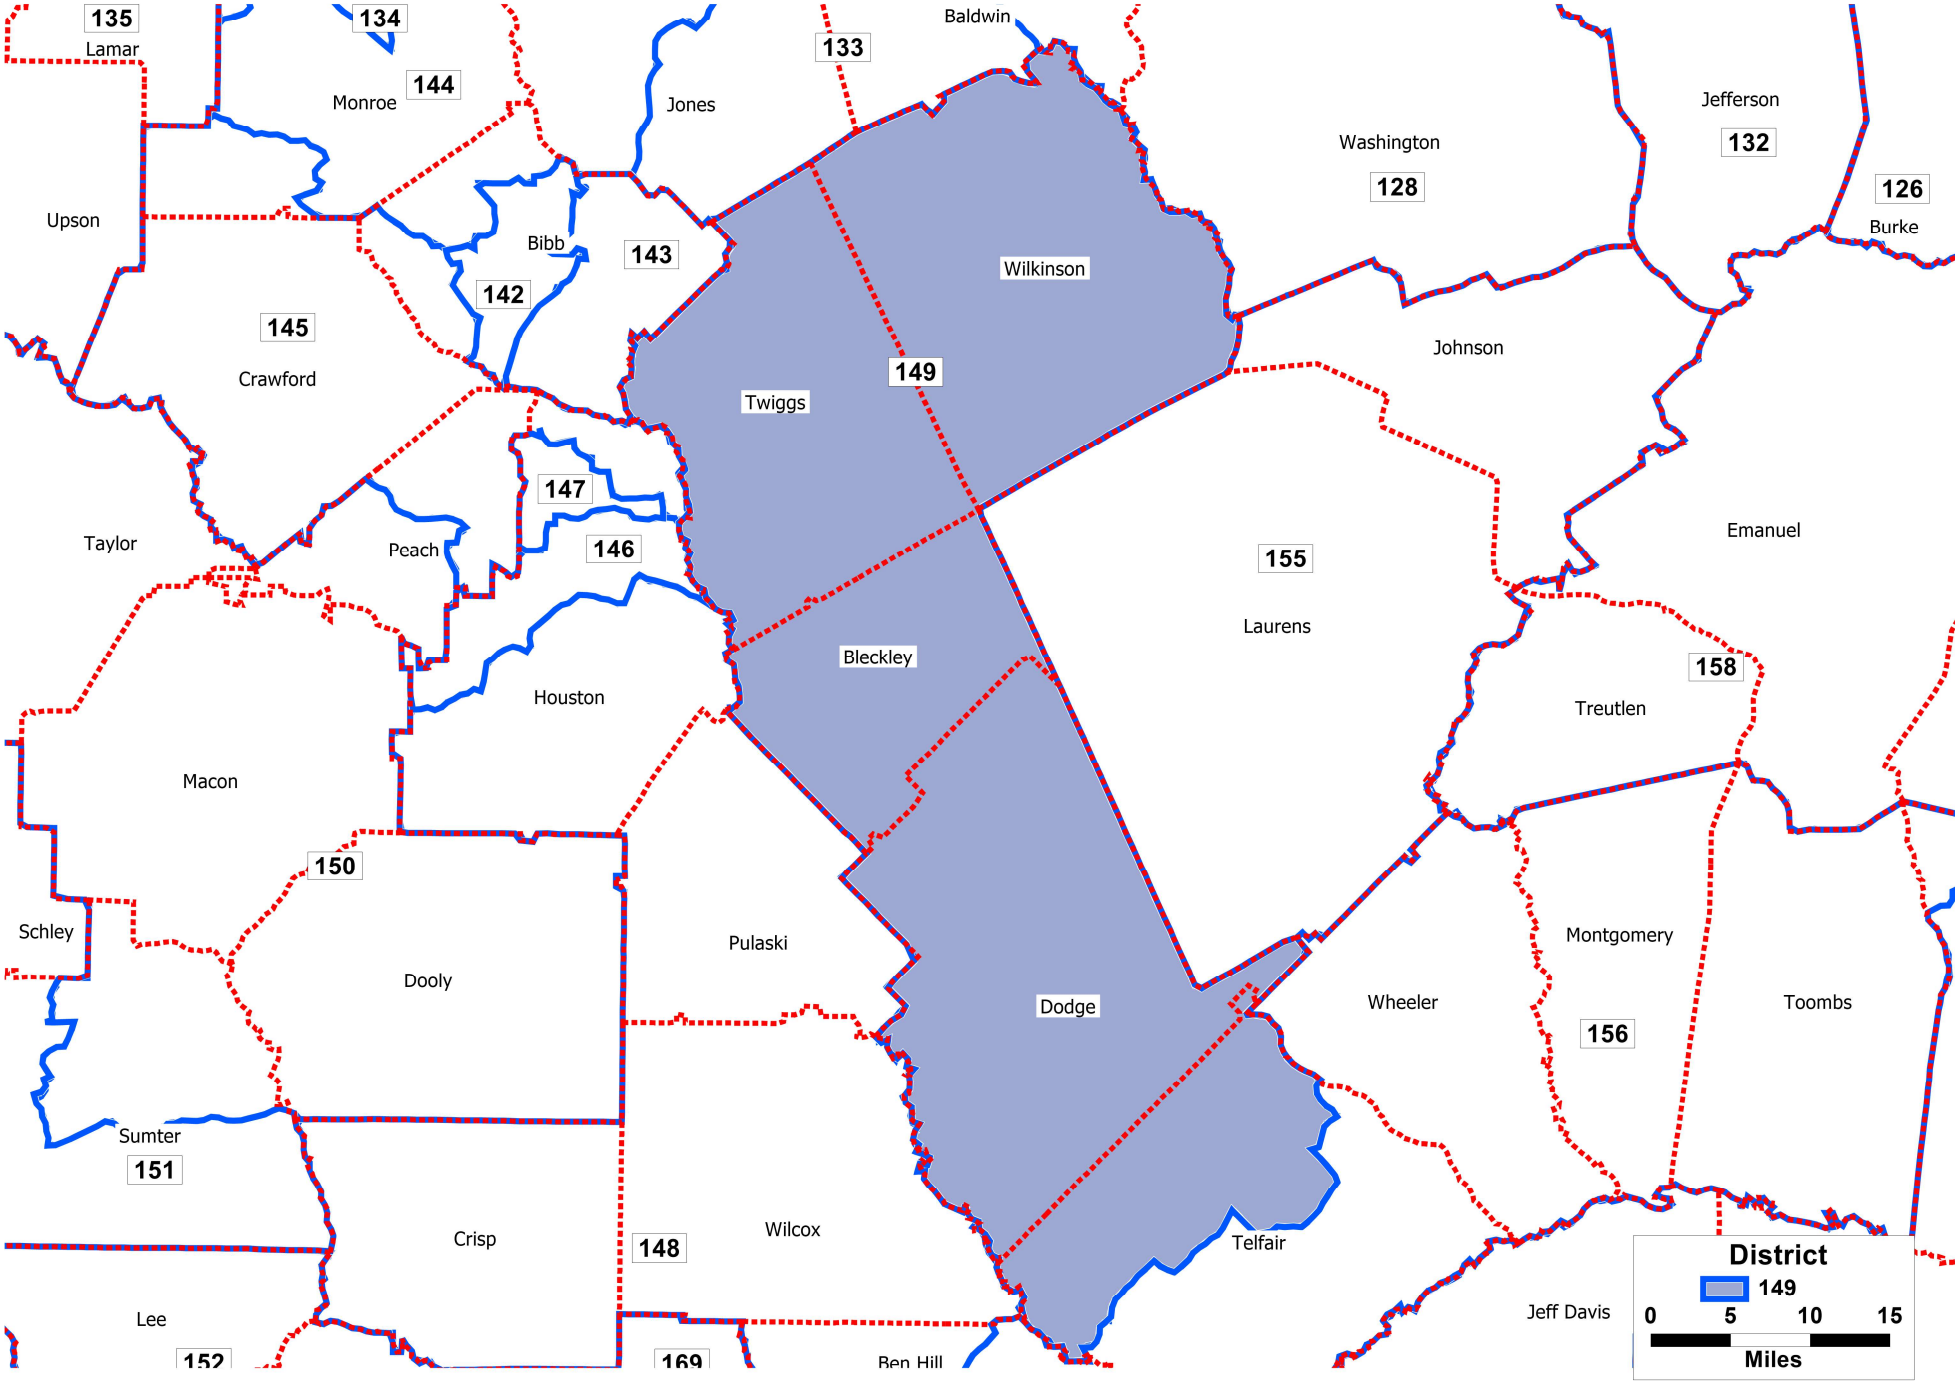 135
Lamar
134
144
Monroe
133
Baldwin
Jones
Jefferson
132
Washington
128
126
Burke
Upson
Bibb
143
142
Wilkinson
145
Crawford
Johnson
149
Twiggs
147
146
Taylor
Peach
Emanuel
155
Laurens
Bleckley
158
Treutlen
Houston
Macon
150
Schley
Dooly
Pulaski
Dodge
Wheeler
Montgomery
156
Toombs
Sumter
151
Crisp
148
Wilcox
Telfair
Jeff Davis
Lee
152
169
Ben Hill
District
149
0 5 10 15
Miles